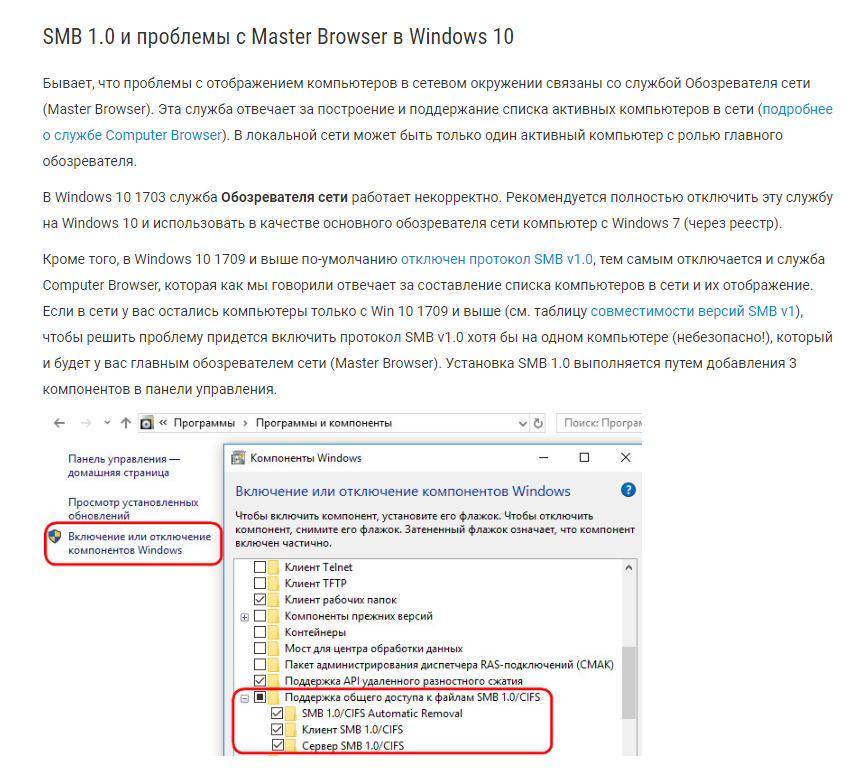 SMB 1.0 и проблемы с Master Browser в Windows 10
Бывает, что проблемы с отображением компьютеров в сетевом окружении связаны со службой Обозревателя сети
(Master Browser). Эта служба отвечает за построение и поддержание списка активных компьютеров в сети (подробнее
о службе Computer Browser). В локальной сети может быть только один активный компьютер с ролью главного
обозревателя.
В Windows 10 1703 служба Обозревателя сети работает некорректно. Рекомендуется полностью отключить эту службу
на Windows 10 и использовать в качестве основного обозревателя сети компьютер с Windows 7 (через реестр).
Кроме того, в Windows 10 1709 и выше по-умолчанию отключен протокол SMB v1.0, тем самым отключается и служба
Computer Browser, которая как мы говорили отвечает за составление списка компьютеров в сети и их отображение.
Если в сети у вас остались компьютеры только с Win 10 1709 и выше (см. таблицу совместимости версий SMB v1),
чтобы решить проблему придется включить протокол SMB v1.0 хотя бы на одном компьютере (небезопасно!), который
и будет у вас главным обозревателем сети (Master Browser). Установка SMB 1.0 выполняется путем добавления 3
компонентов в панели управления.
« Программы › Программы и компоненты
Поиск: Програм
Панель управления —
домашняя страница
Просмотр установленных
обновлений
Включение или отключение
компонентов Windows
Компоненты Windows
Включение или отключение компонентов Windows
Чтобы включить компонент, установите его флажок. Чтобы отключить
компонент, снимите его флажок. Затененный флажок означает, что компонент
включен частично.
Клиент Telnet
Клиент TFTP
Клиент рабочих папок
Компоненты прежних версий
Контейнеры
Мост для центра обработки данных
Пакет администрирования диспетчера RAS-подключений (CMAK)
Поддержка API удаленного разностного сжатия
Поддержка общего доступа к файлам SMB 1.0/CIFS
SMB 1.0/CIFS Automatic Removal
Клиент SMB 1.0/CIFS
Сервер SMB 1.0/CIFS